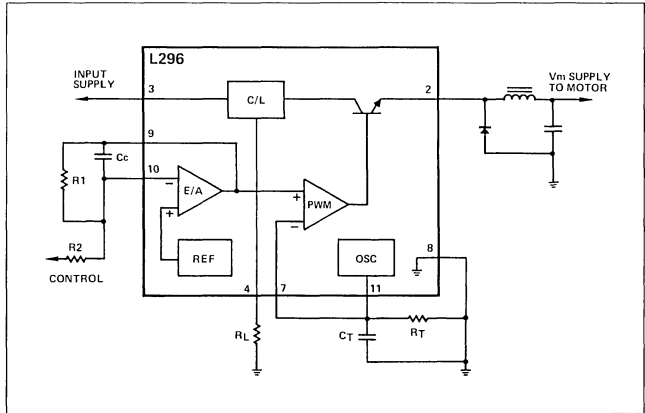 L296
INPUT
SUPPLY
3
C/L
2
Vm SUPPLY
TO MOTOR
9
Cc
10
R1
−
E/A
+
+
PWM
−
R2
REF
OSC
8
CONTROL
4
7
11
RL
CT
RT